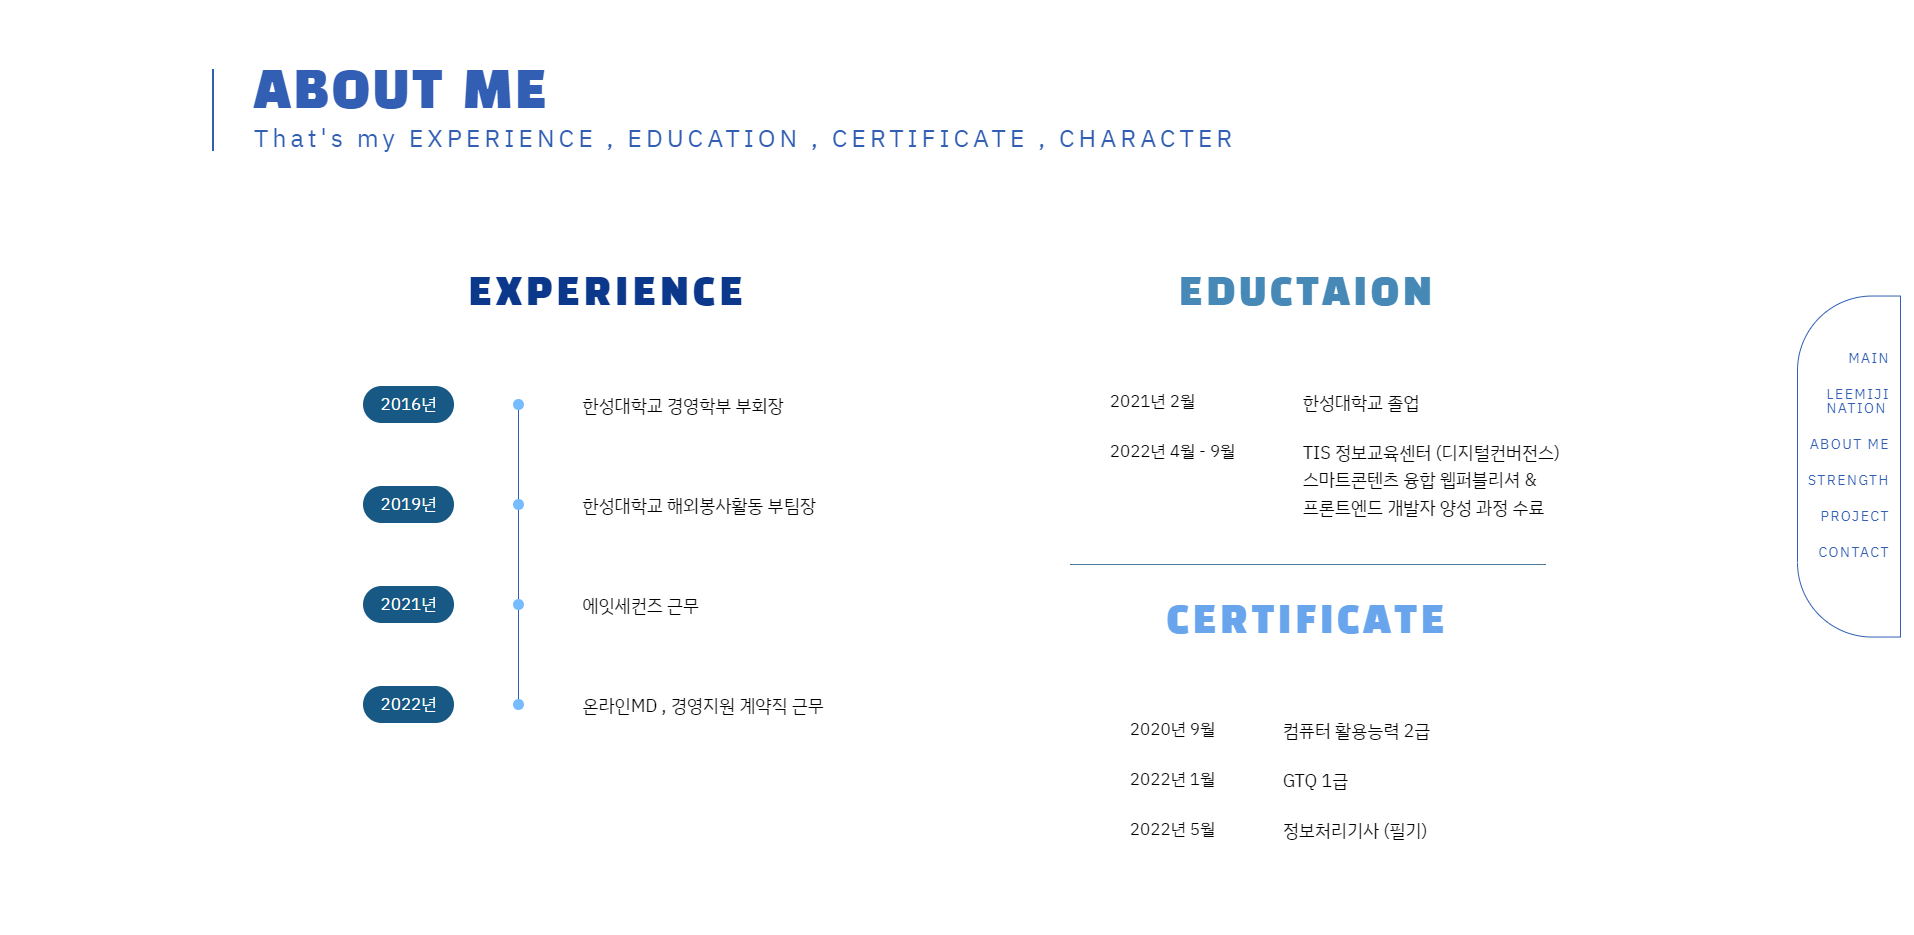 ABOUT ME
That's my EXPERIENCE , EDUCATION , CERTIFICATE , CHARACTER
EXPERIENCE
2016년 한성대학교 경영학부 부회장
2019년 한성대학교 해외봉사활동 부팀장
2021년 에잇세컨즈 근무
2022년 온라인MD , 경영지원 계약직 근무
EDUCTAION
2021년 2월 한성대학교 졸업
2022년 4월 - 9월 TIS 정보교육센터 (디지털컨버전스)
스마트콘텐츠 융합 웹퍼블리셔 &
프론트엔드 개발자 양성 과정 수료
CERTIFICATE
2020년 9월 컴퓨터 활용능력 2급
2022년 1월 GTQ 1급
2022년 5월 정보처리기사 (필기)
MAIN
LEEMIJI
NATION
ABOUT ME
STRENGTH
PROJECT
CONTACT